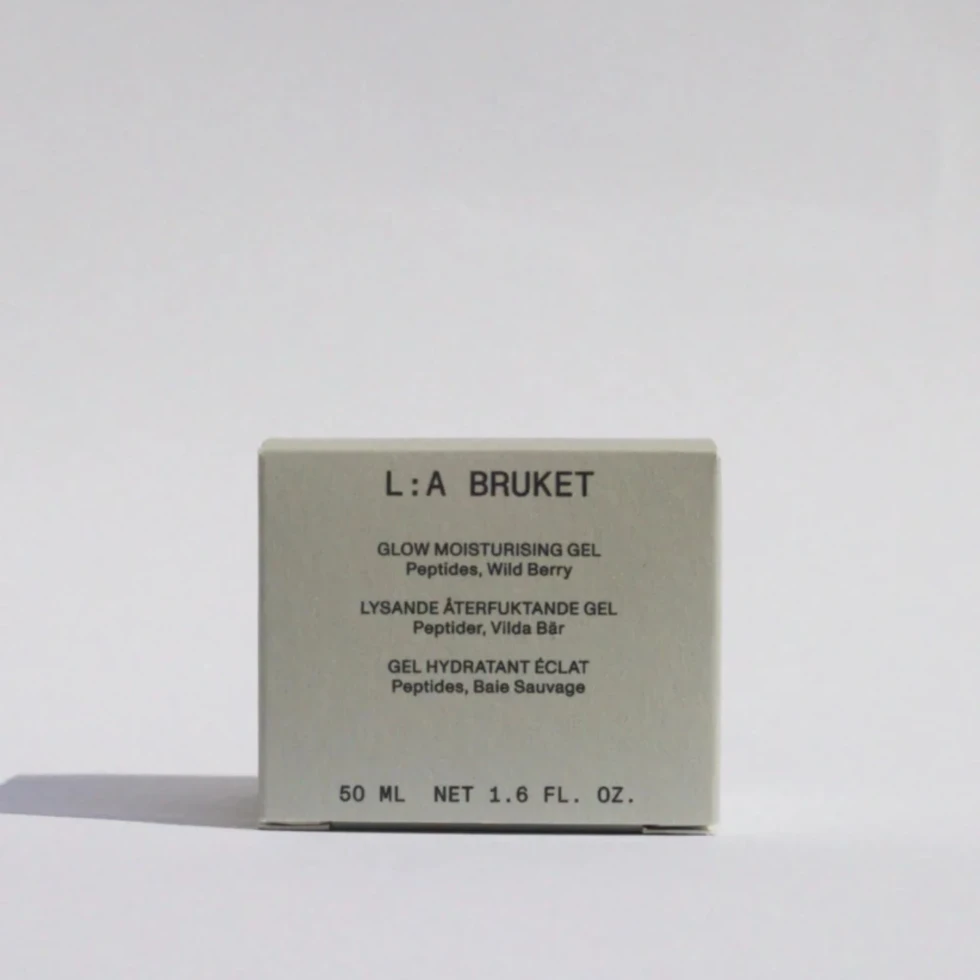 L:A BRUKET
GLOW MOISTURISING GEL
Peptides, Wild Berry
LYSANDE ÅTERFUKTANDE GEL
Peptider, Vilda Bär
GEL HYDRATANT ÉCLAT
Peptides, Baie Sauvage
50 ML NET 1.6 FL. OZ.